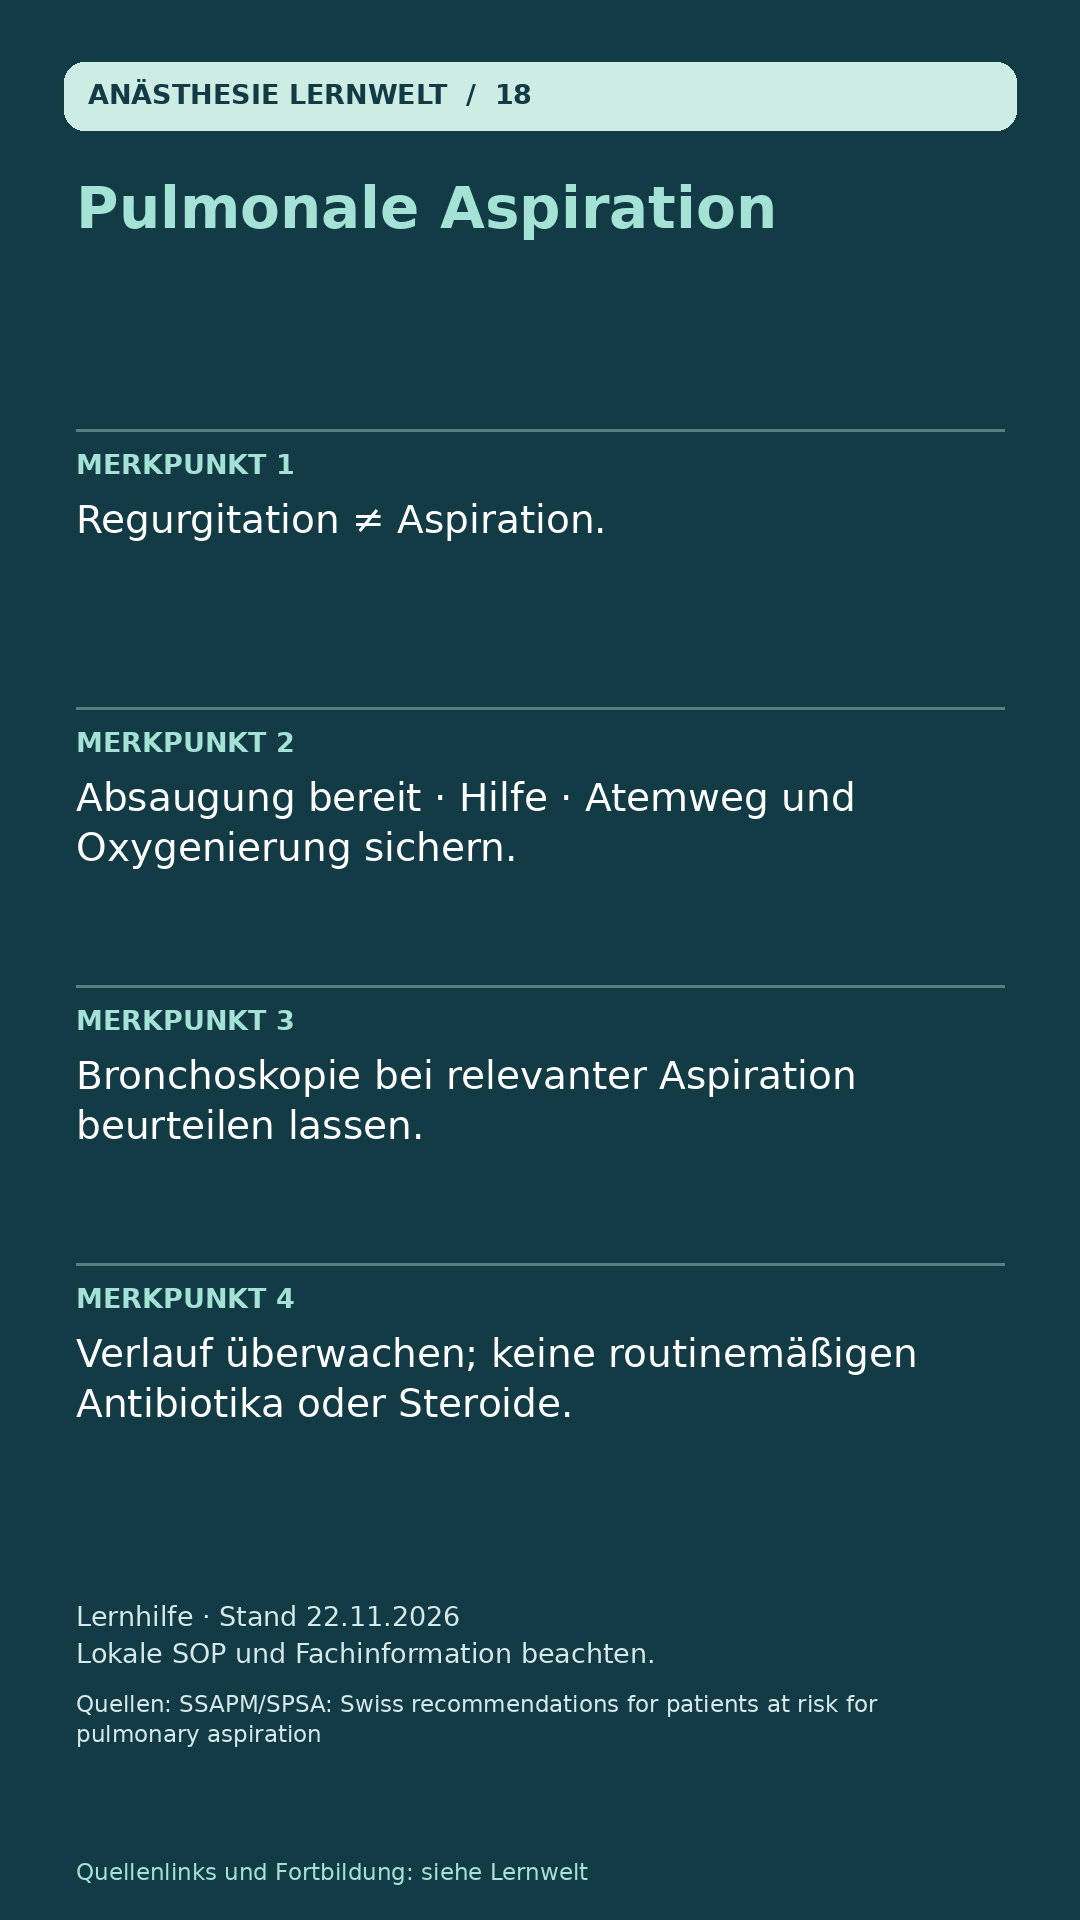 ANÄSTHESIE LERNWELT / 18
Pulmonale Aspiration
MERKPUNKT 1
Regurgitation ≠ Aspiration.
MERKPUNKT 2
Absaugung bereit · Hilfe · Atemweg und
Oxygenierung sichern.
MERKPUNKT 3
Bronchoskopie bei relevanter Aspiration
beurteilen lassen.
MERKPUNKT 4
Verlauf überwachen; keine routinemäßigen
Antibiotika oder Steroide.
Lernhilfe · Stand 22.11.2026
Lokale SOP und Fachinformation beachten.
Quellen: SSAPM/SPSA: Swiss recommendations for patients at risk for
pulmonary aspiration
Quellenlinks und Fortbildung: siehe Lernwelt